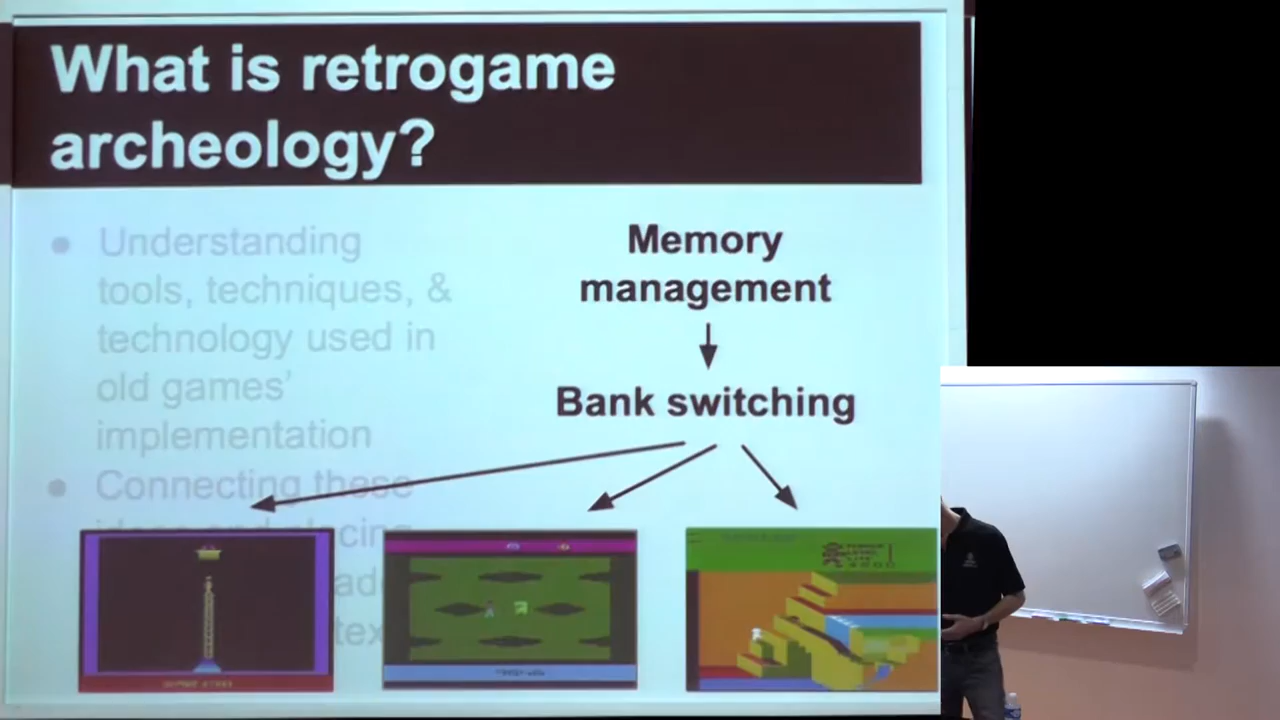 What is retrogame
archeology?
Understanding
tools, techniques, &
technology used in
old games'
implementation
Connecting these
Memory
management
Bank switching